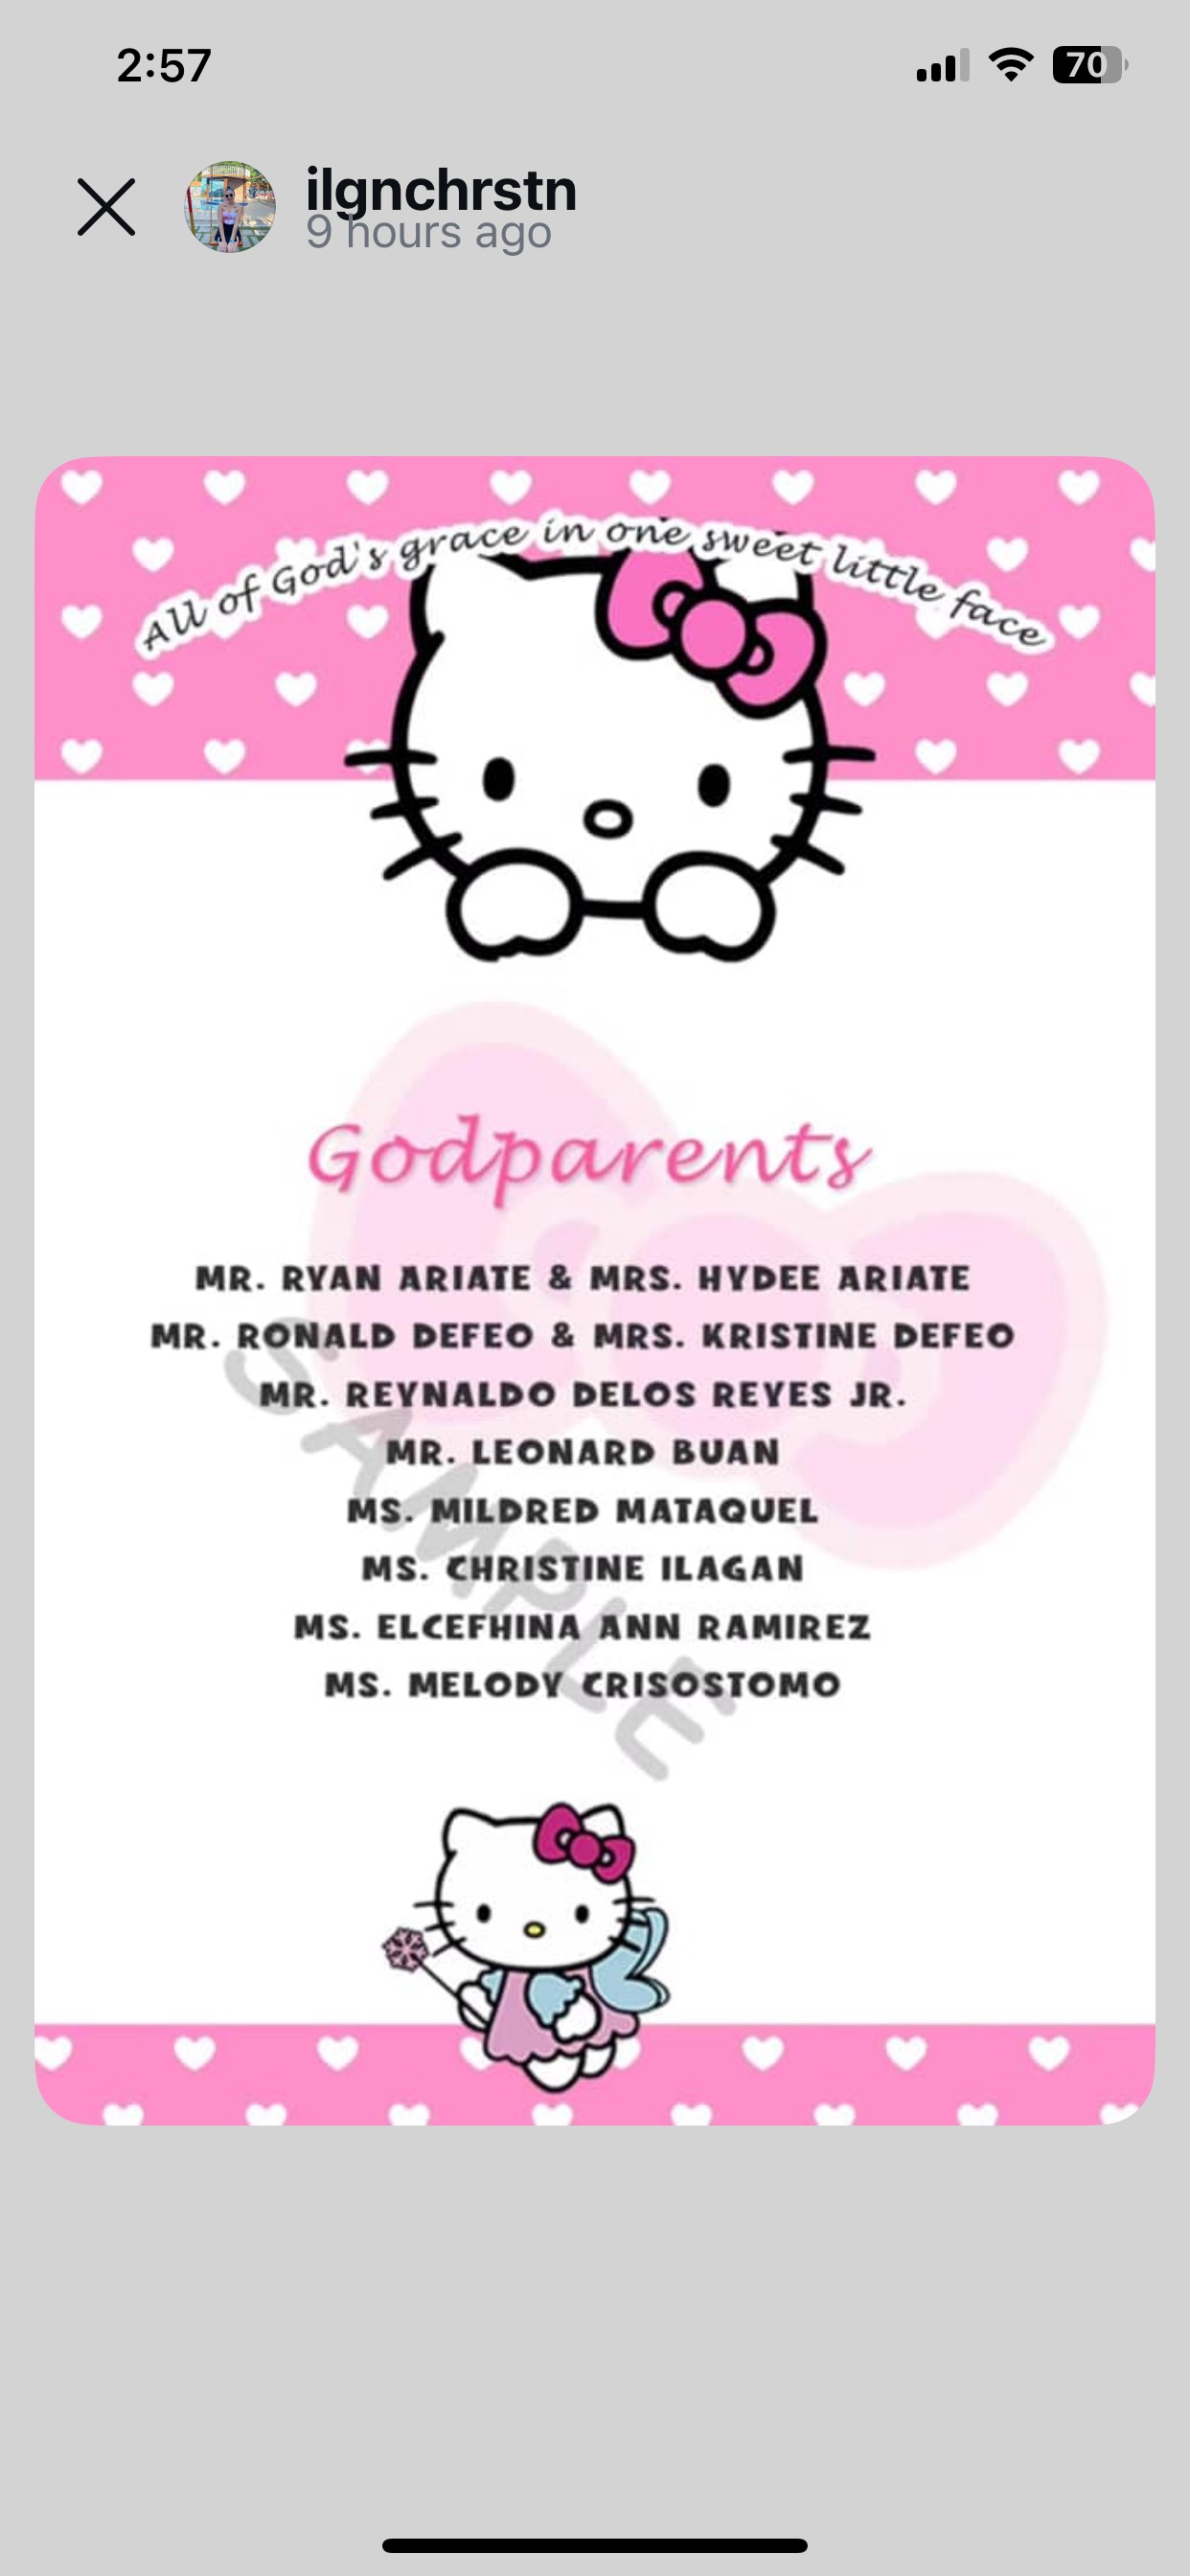 2:57
70
ilgnchrstn
9 hours ago
All of God's grace in one sweet little face
Godparents
MR. RYAN ARIATE & MRS. HYDEE ARIATE
MR. RONALD DEFEO & MRS. KRISTINE DEFEO
MR. REYNALDO DELOS REYES JR.
MR. LEONARD BUAN
MS. MILDRED MATAQUEL
MS. CHRISTINE ILAGAN
MS. ELCEFHINA ANN RAMIREZ
MS. MELODY CRISOSTOMO
SAMPLE